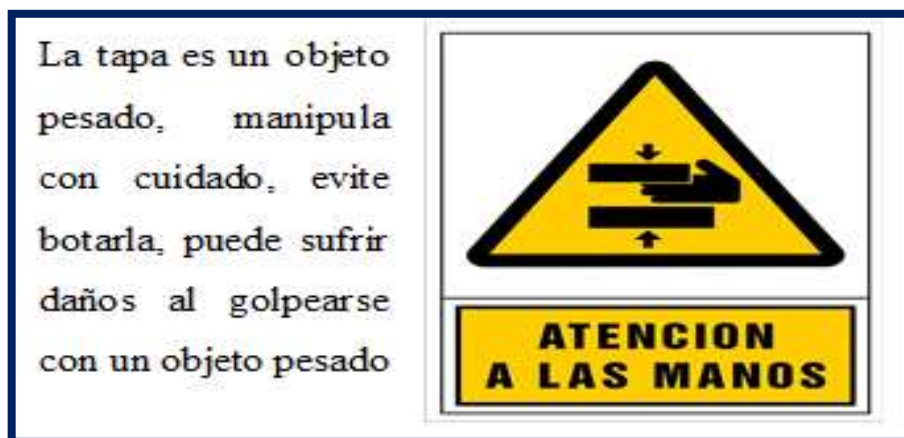 La tapa es un objeto
pesado, manipula
con cuidado, evite
botarla, puede sufrir
daños al golpearse
con un objeto pesado
ATENCION
A LAS MANOS